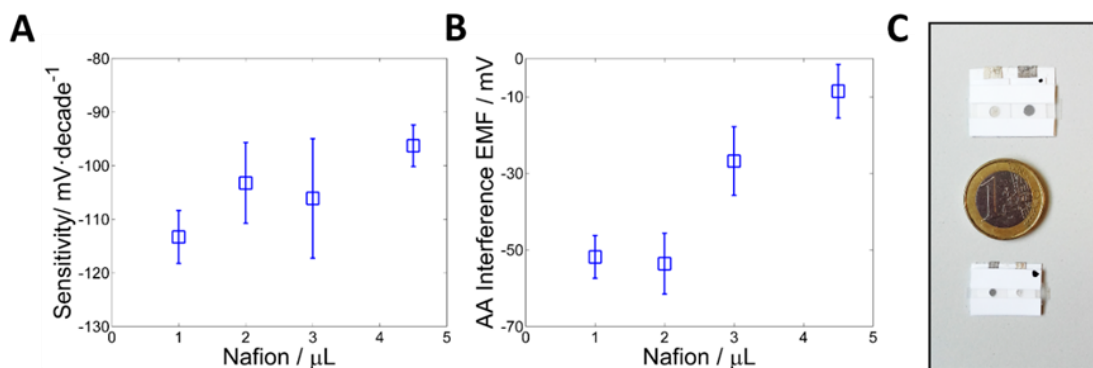 A
B
C
Sensitivity/ mV·decade⁻¹
-80
-90
-100
-110
-120
-130
0 1 2 3 4 5
Nafion / μL
AA Interference EMF / mV
0
-10
-30
-50
-70
0 1 2 3 4 5
Nafion / μL
1